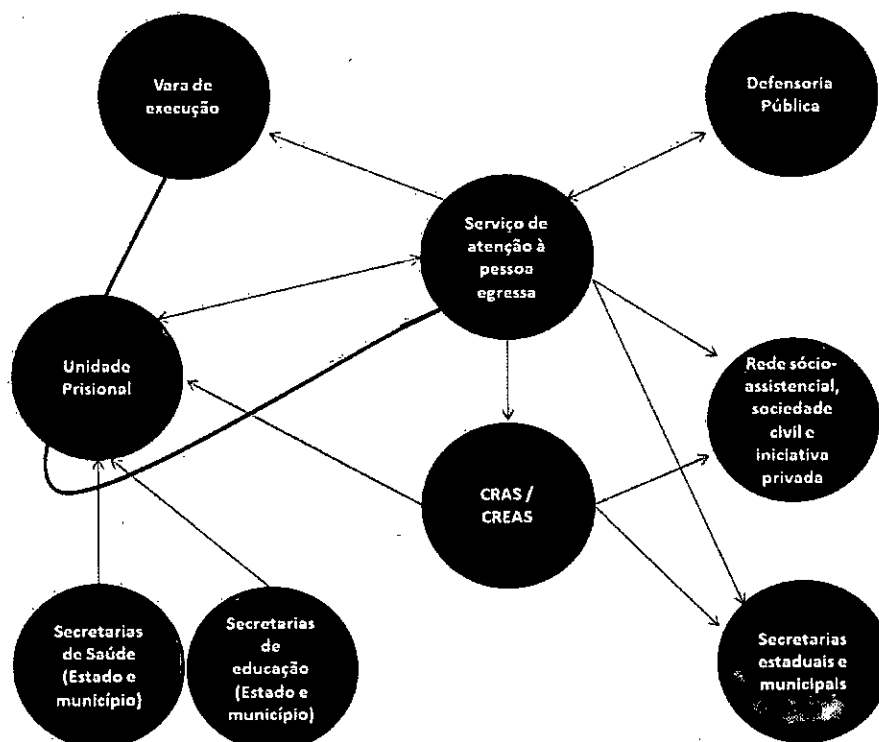 Vara de
execução
Defensoria
Pública
Serviço de
atenção à
pessoa
egressa
Unidade
Prisional
Rede sócio-
assistencial,
sociedade
civil e
iniciativa
privada
CRAS /
CREAS
Secretarias
de Saúde
(Estado e
município)
Secretarias
de
educação
(Estado e
município)
Secretarias
estaduais e
municipais